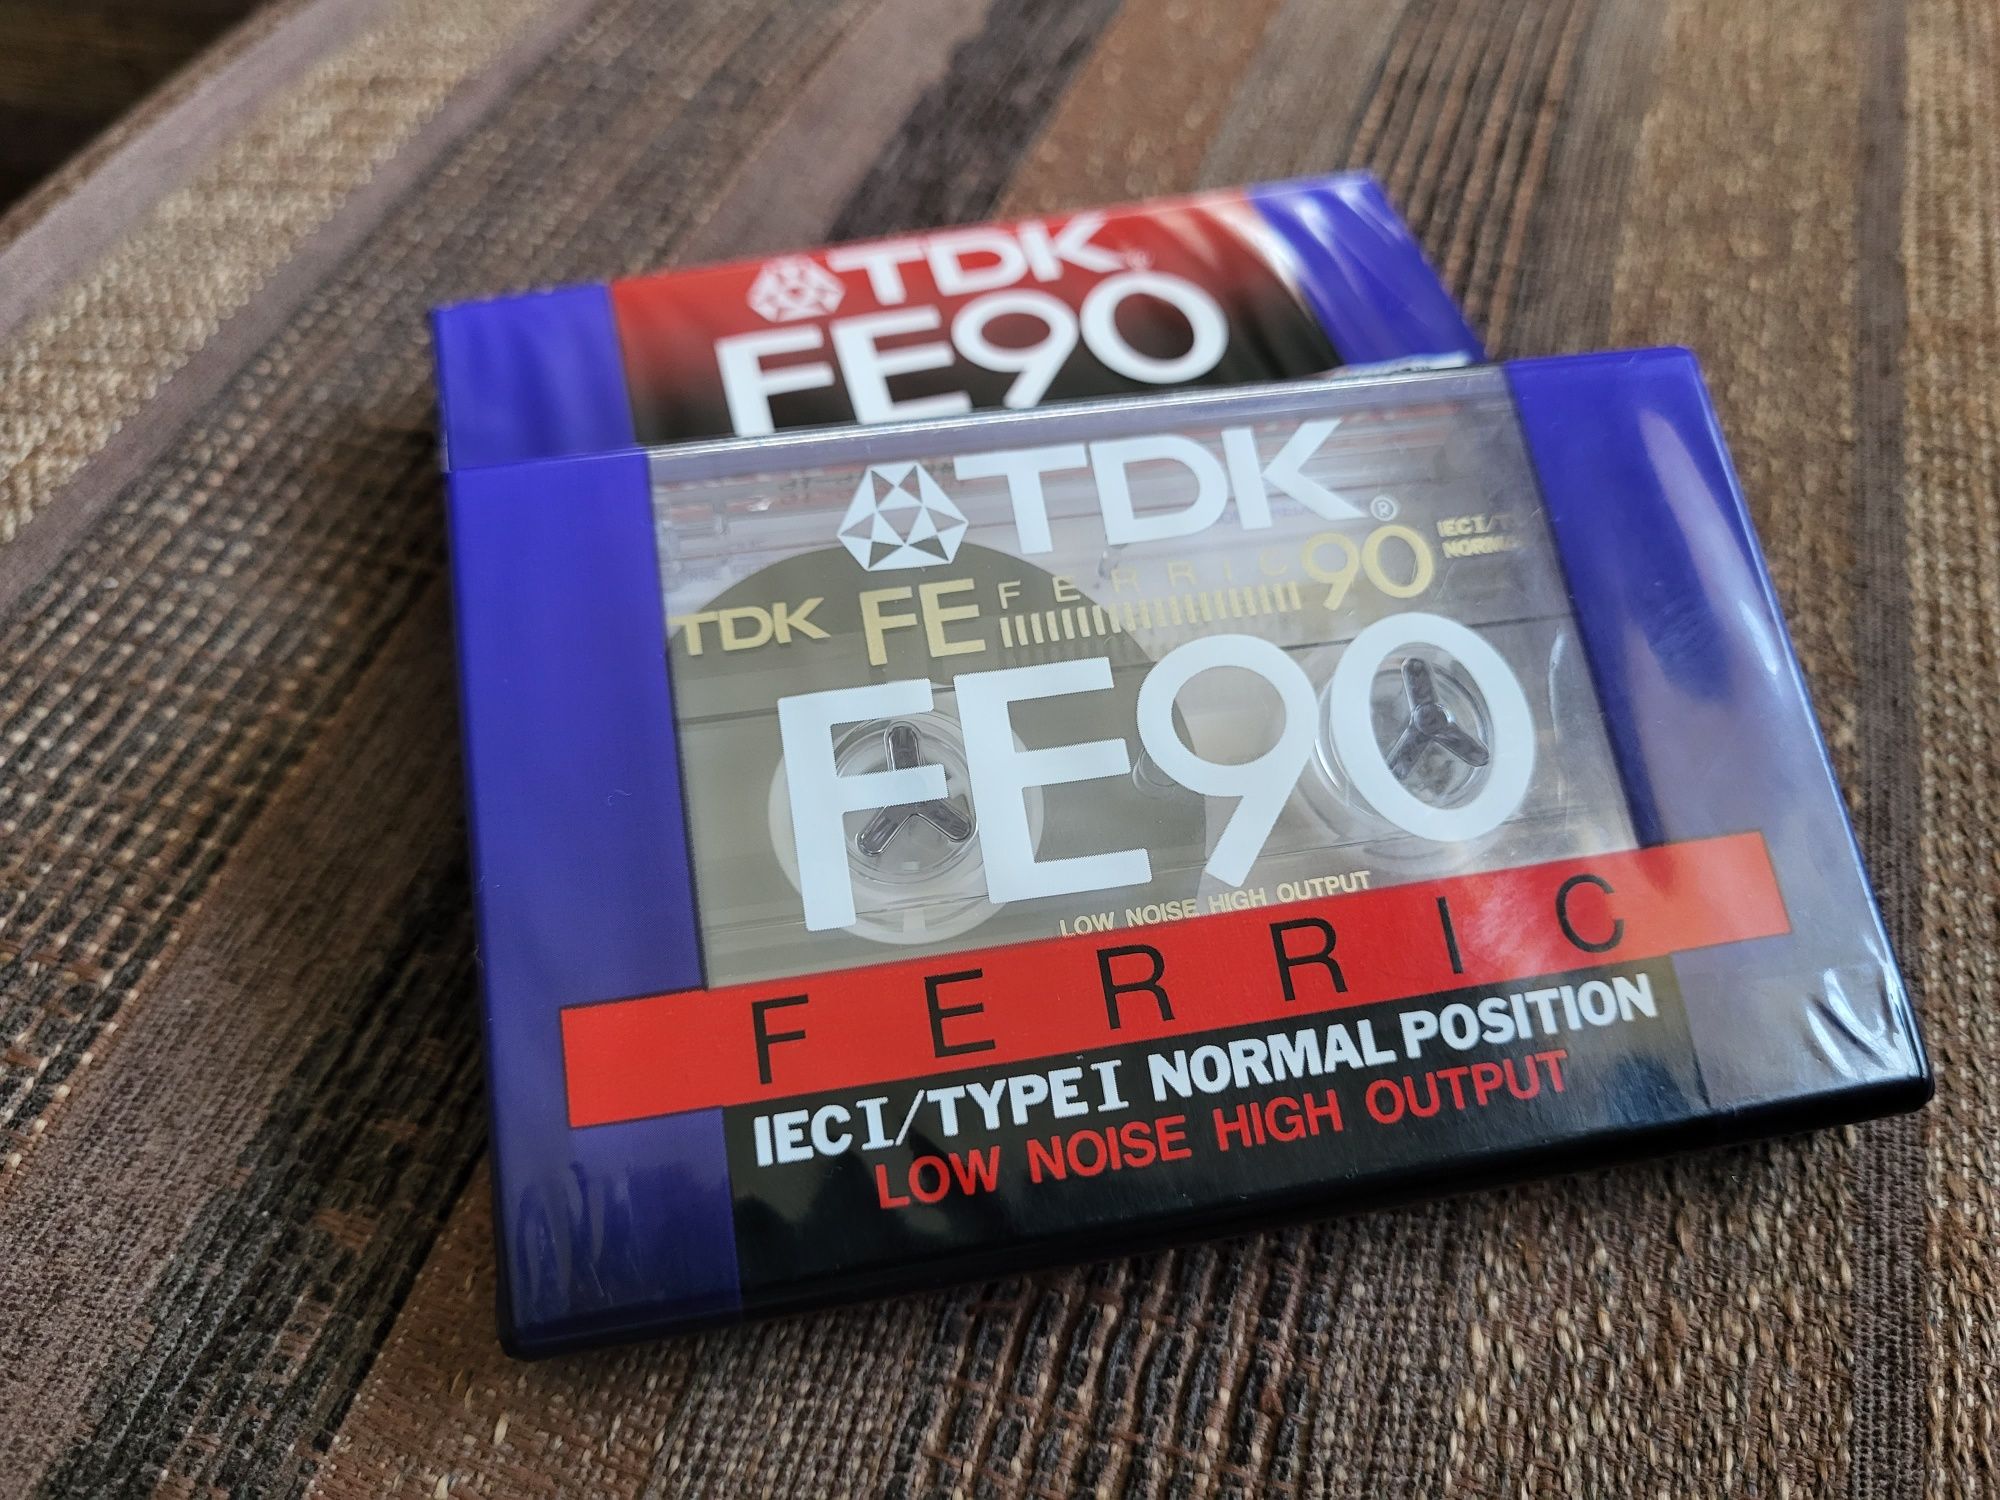 TDK
FE90
TDK®
TDK FE FERRIC 90 IEC I/T
FE90
LOW NOISE HIGH OUTPUT
FERRIC
IEC I/TYPE I NORMAL POSITION
LOW NOISE HIGH OUTPUT